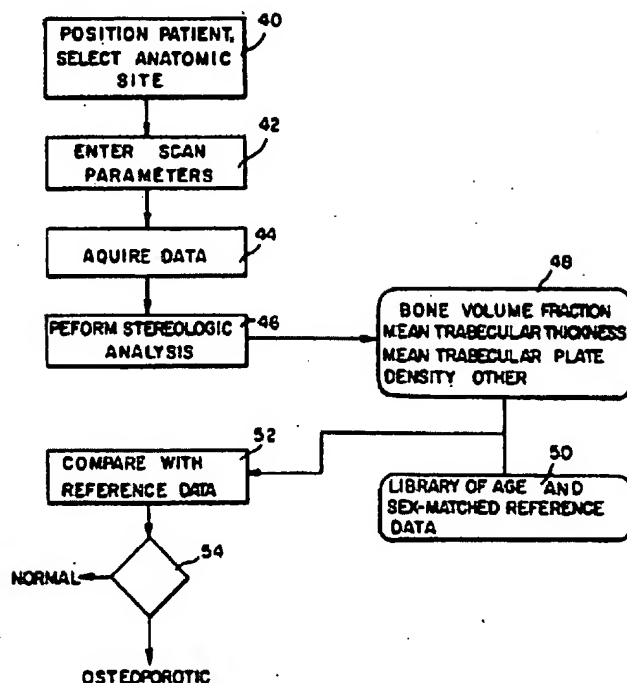 POSITION PATIENT,
SELECT ANATOMIC
SITE
40
ENTER SCAN
PARAMETERS
42
AQUIRE DATA
44
PEFORM STEREOLOGIC
ANALYSIS
46
BONE VOLUME FRACTION
MEAN TRABECULAR THICKNESS
MEAN TRABECULAR PLATE
DENSITY OTHER
48
LIBRARY OF AGE AND
SEX-MATCHED REFERENCE
DATA
50
COMPARE WITH
REFERENCE DATA
52
54
NORMAL
OSTEOPOROTIC